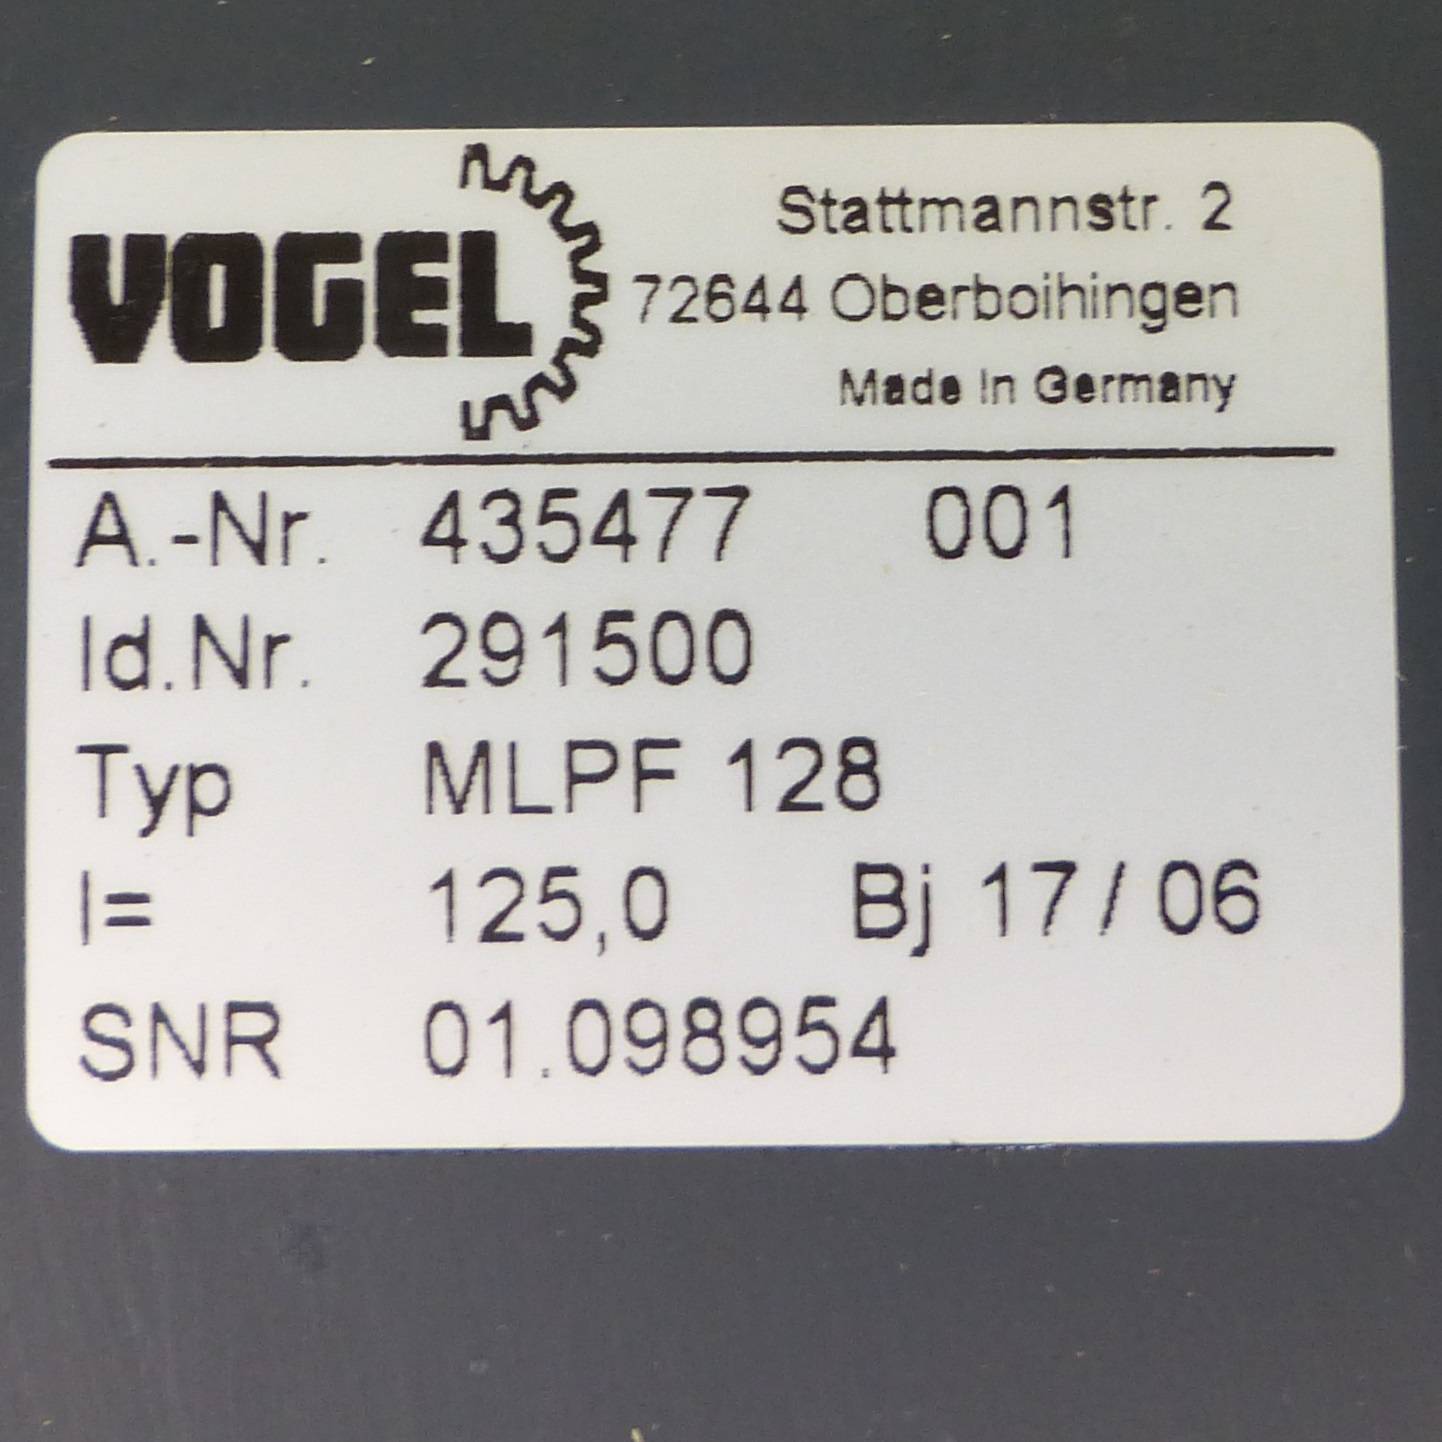 VOGEL
Stattmannstr. 2
72644 Oberboihingen
Made In Germany
A.-Nr. 435477 001
Id.Nr. 291500
Typ MLPF 128
I= 125,0 Bj 17 / 06
SNR 01.098954